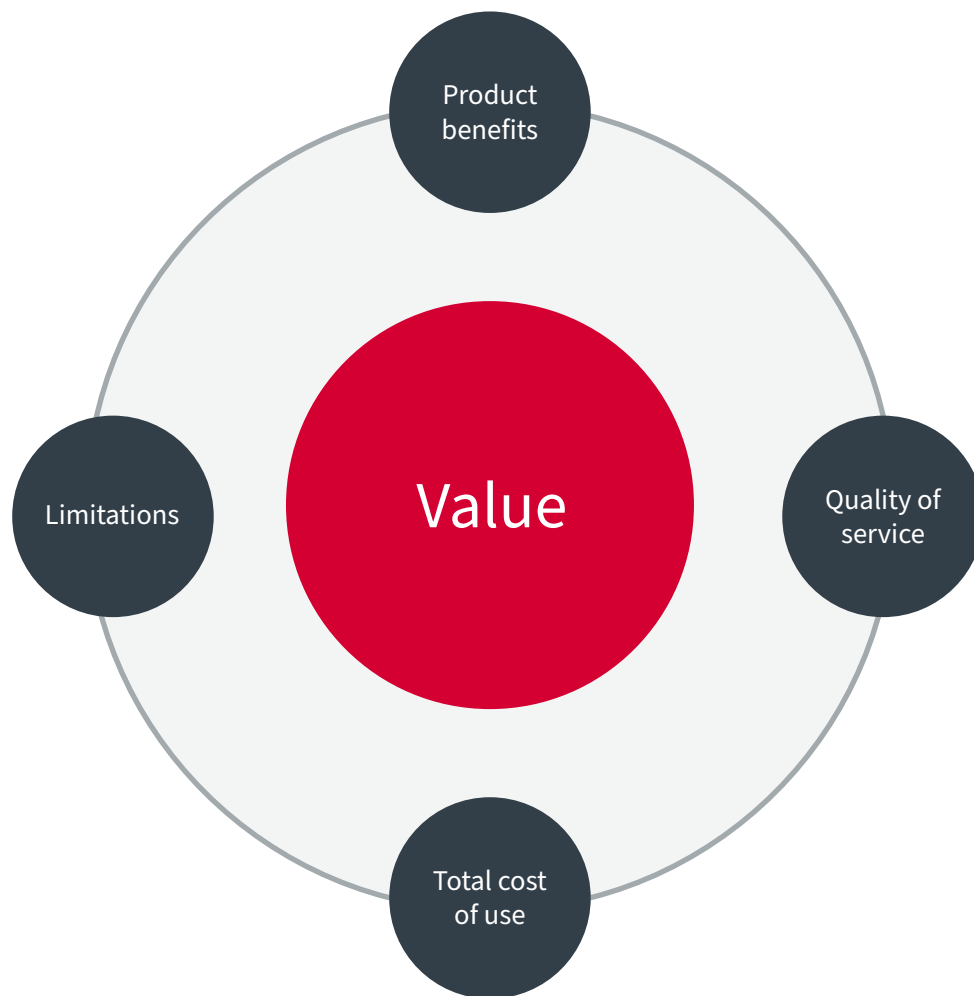 Product
benefits
Limitations
Value
Quality of
service
Total cost
of use